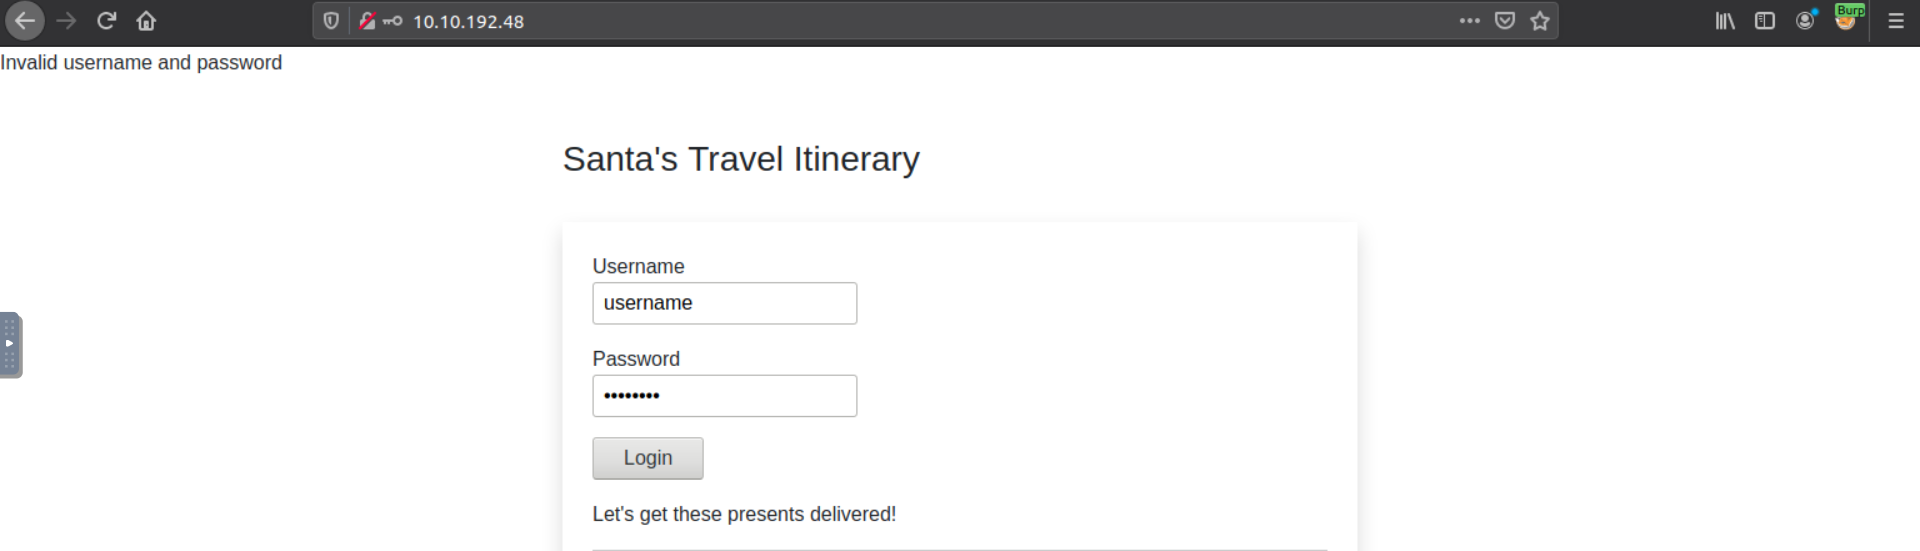 10.10.192.48
Burp
Invalid username and password
Santa's Travel Itinerary
Username
username
Password
••••••••
Login
Let's get these presents delivered!